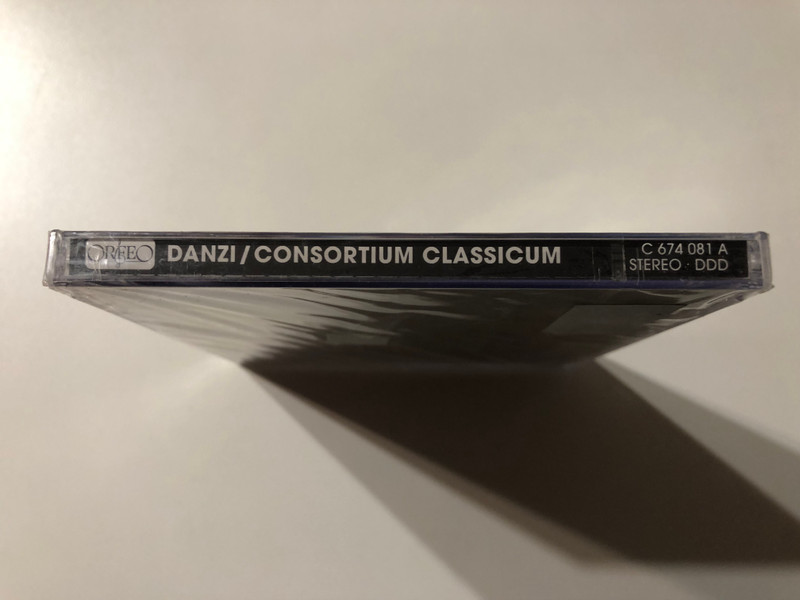 ORFEO
DANZI / CONSORTIUM CLASSICUM
C 674 081 A
STEREO · DDD